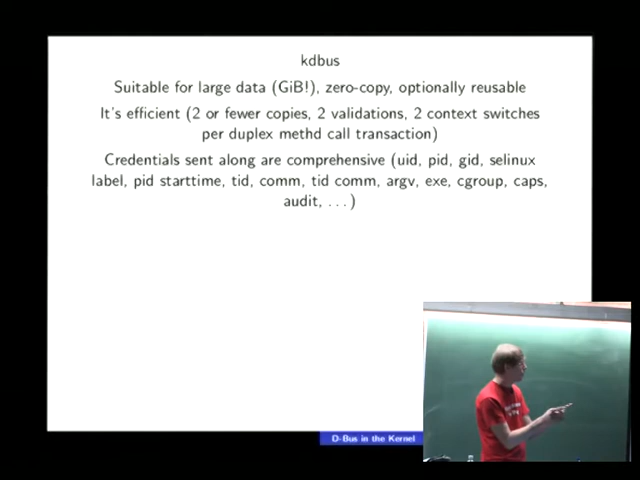 kdbus
Suitable for large data (GiB!), zero-copy, optionally reusable
It's efficient (2 or fewer copies, 2 validations, 2 context switches
per duplex methd call transaction)
Credentials sent along are comprehensive (uid, pid, gid, selinux
label, pid starttime, tid, comm, tid comm, argv, exe, cgroup, caps,
audit, ...)
D-Bus in the Kernel